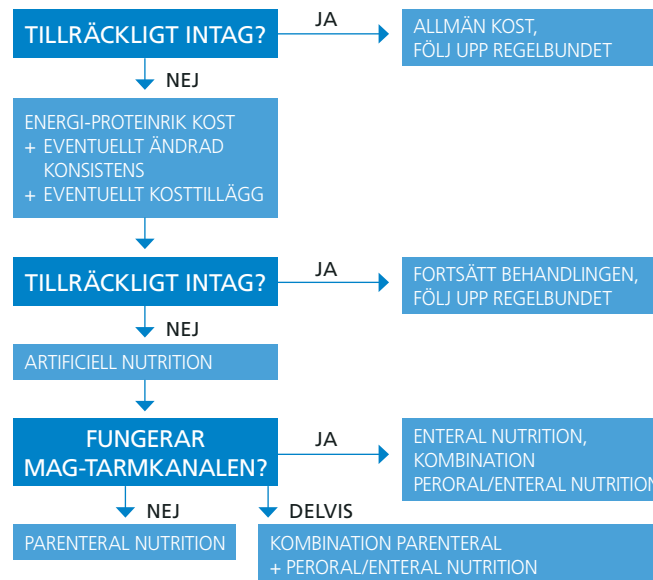 TILLRÄCKLIGT INTAG?
JA
ALLMÄN KOST,
FÖLJ UPP REGELBUNDET
NEJ
ENERGI-PROTEINRIK KOST
+ EVENTUELLT ÄNDRAD
KONSISTENS
+ EVENTUELLT KOSTTILLÄGG
TILLRÄCKLIGT INTAG?
JA
FORTSÄTT BEHANDLINGEN,
FÖLJ UPP REGELBUNDET
NEJ
ARTIFICIELL NUTRITION
FUNGERAR
MAG-TARMKANALEN?
JA
ENTERAL NUTRITION,
KOMBINATION
PERORAL/ENTERAL NUTRITION
NEJ
DELVIS
PARENTERAL NUTRITION
KOMBINATION PARENTERAL
+ PERORAL/ENTERAL NUTRITION